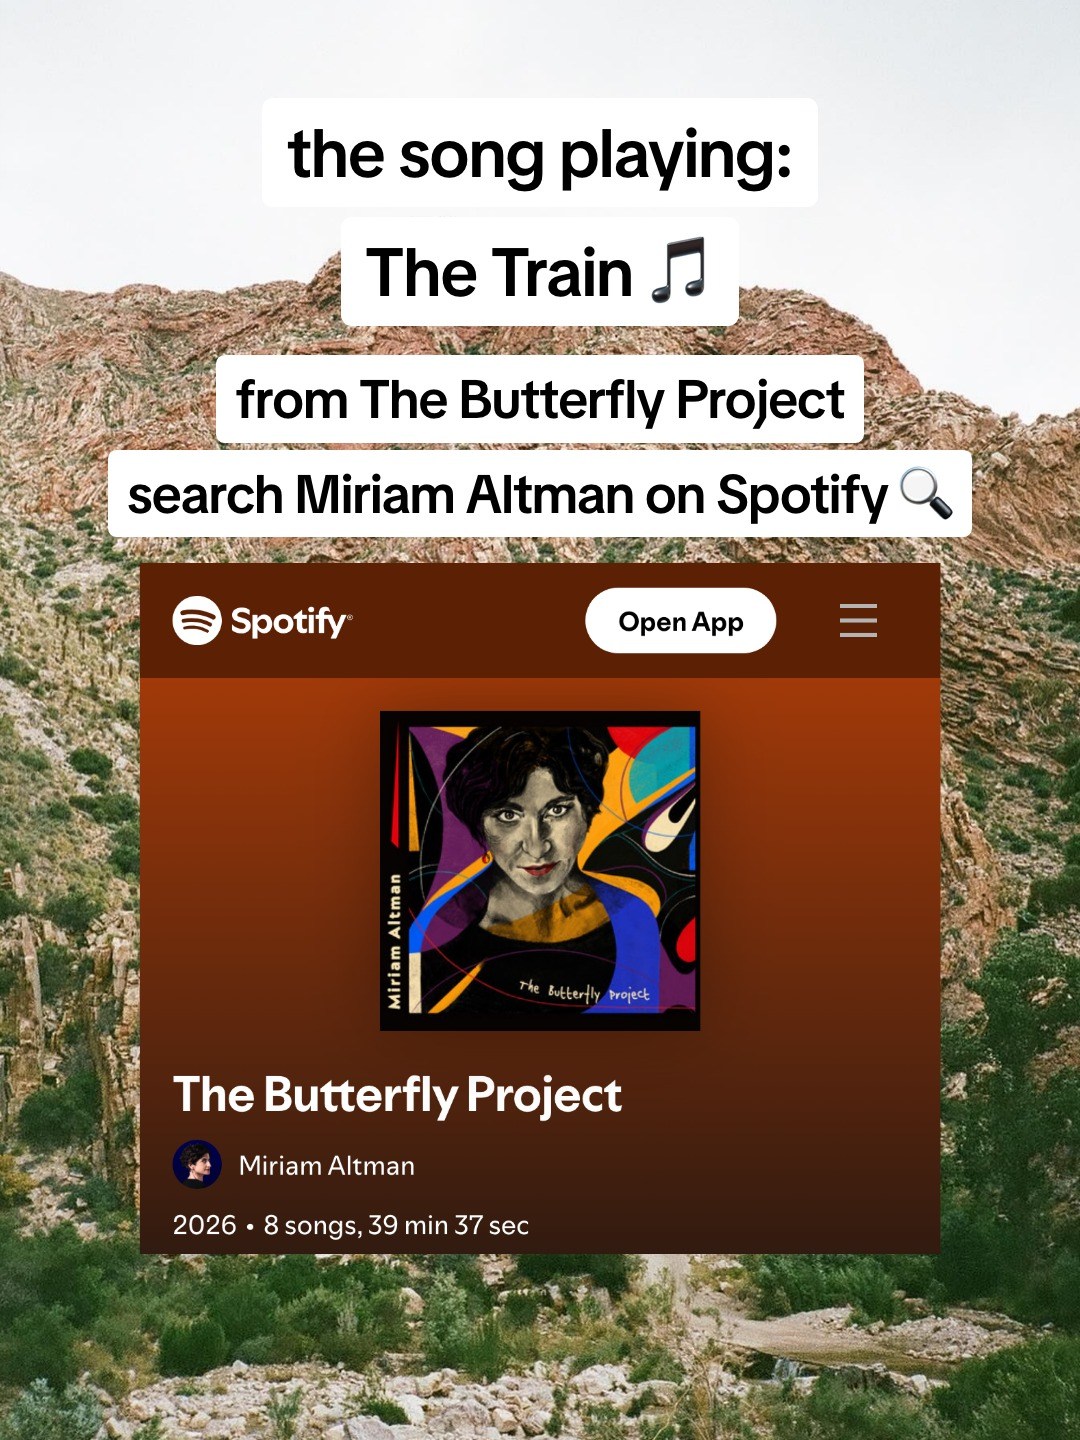 the song playing:
The Train 🎵
from The Butterfly Project
search Miriam Altman on Spotify 🔍
Spotify®
Open App
Miriam Altman
The Butterfly Project
The Butterfly Project
Miriam Altman
2026 • 8 songs, 39 min 37 sec